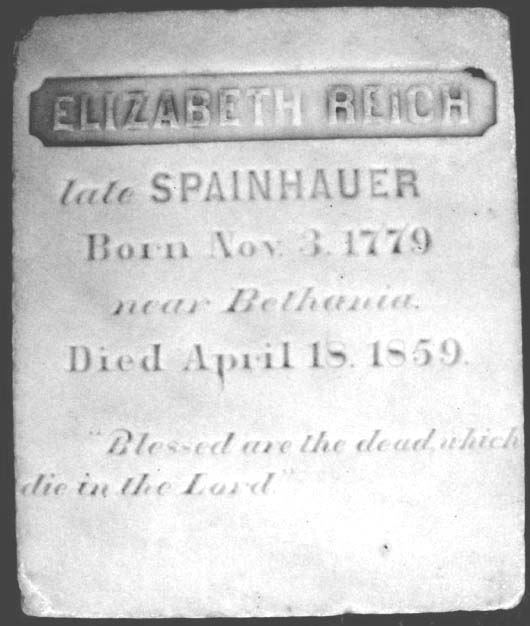 ELIZABETH REICH
late SPAINHAUER
Born Nov. 3. 1779
near Bethania.
Died April 18. 1859.
"Blessed are the dead, which
die in the Lord."